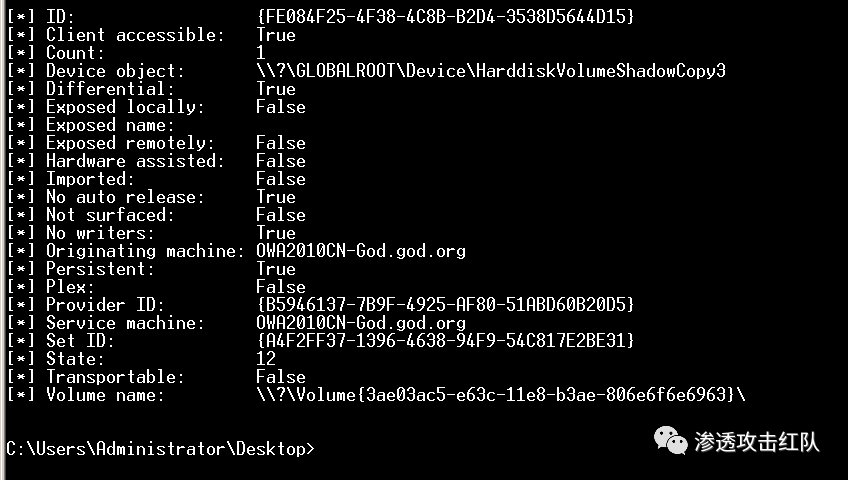 [*] ID: {FE084F25-4F38-4C8B-B2D4-3538D5644D15}
[*] Client accessible: True
[*] Count: 1
[*] Device object: \\?\GLOBALROOT\Device\HarddiskVolumeShadowCopy3
[*] Differential: True
[*] Exposed locally: False
[*] Exposed name:
[*] Exposed remotely: False
[*] Hardware assisted: False
[*] Imported: False
[*] No auto release: True
[*] Not surfaced: False
[*] No writers: True
[*] Originating machine: OWA2010CN-God.god.org
[*] Persistent: True
[*] Plex: False
[*] Provider ID: {B5946137-7B9F-4925-AF80-51ABD60B20D5}
[*] Service machine: OWA2010CN-God.god.org
[*] Set ID: {A4F2FF37-1396-4638-94F9-54C817E2BE31}
[*] State: 12
[*] Transportable: False
[*] Volume name: \\?\Volume{3ae03ac5-e63c-11e8-b3ae-806e6f6e6963}\
C:\Users\Administrator\Desktop>
渗透攻击红队